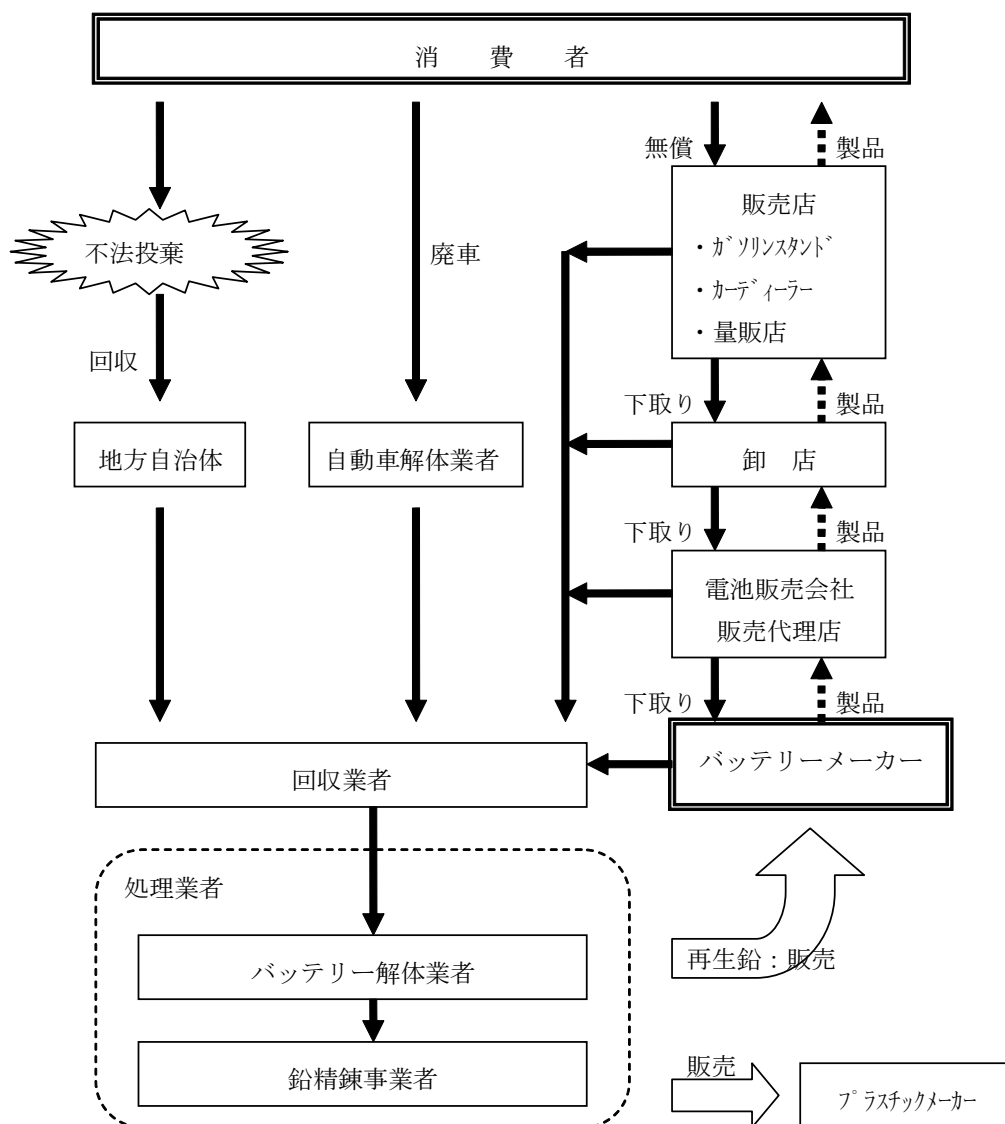 消　費　者
無償
製品
販売店
・ガソリンスタンド
・カーディーラー
・量販店
不法投棄
廃車
回収
下取り
製品
地方自治体
自動車解体業者
卸　店
下取り
製品
電池販売会社
販売代理店
下取り
製品
バッテリーメーカー
回収業者
処理業者
バッテリー解体業者
再生鉛：販売
鉛精錬事業者
販売
プラスチックメーカー